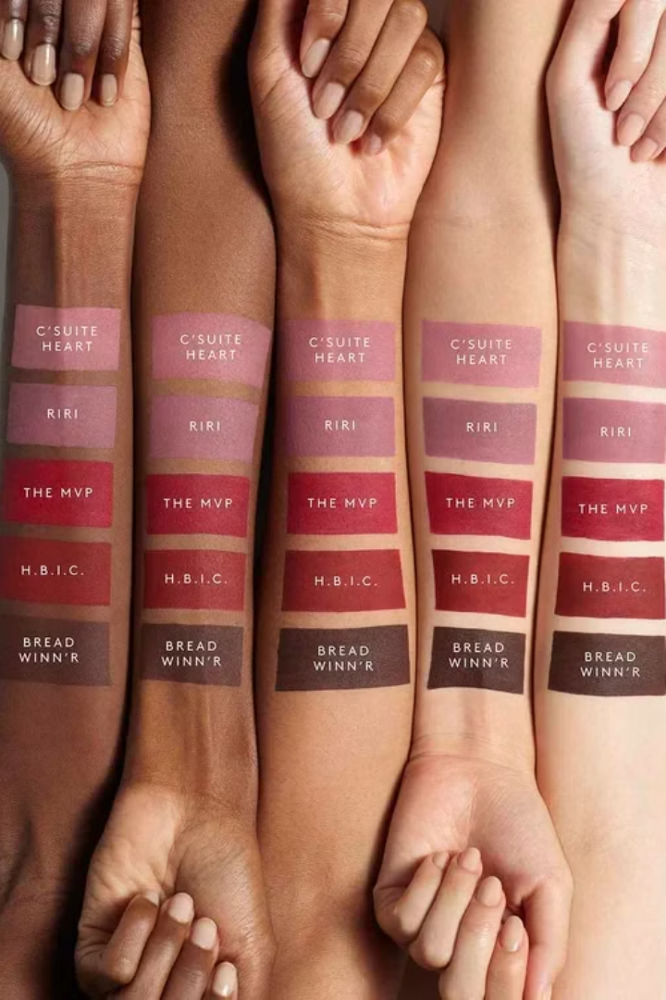 C'SUITE
HEART
RIRI
THE MVP
H.B.I.C.
BREAD
WINN'R
C'SUITE
HEART
RIRI
THE MVP
H.B.I.C.
BREAD
WINN'R
C'SUITE
HEART
RIRI
THE MVP
H.B.I.C.
BREAD
WINN'R
C'SUITE
HEART
RIRI
THE MVP
H.B.I.C.
BREAD
WINN'R
C'SUITE
HEART
RIRI
THE MVP
H.B.I.C.
BREAD
WINN'R